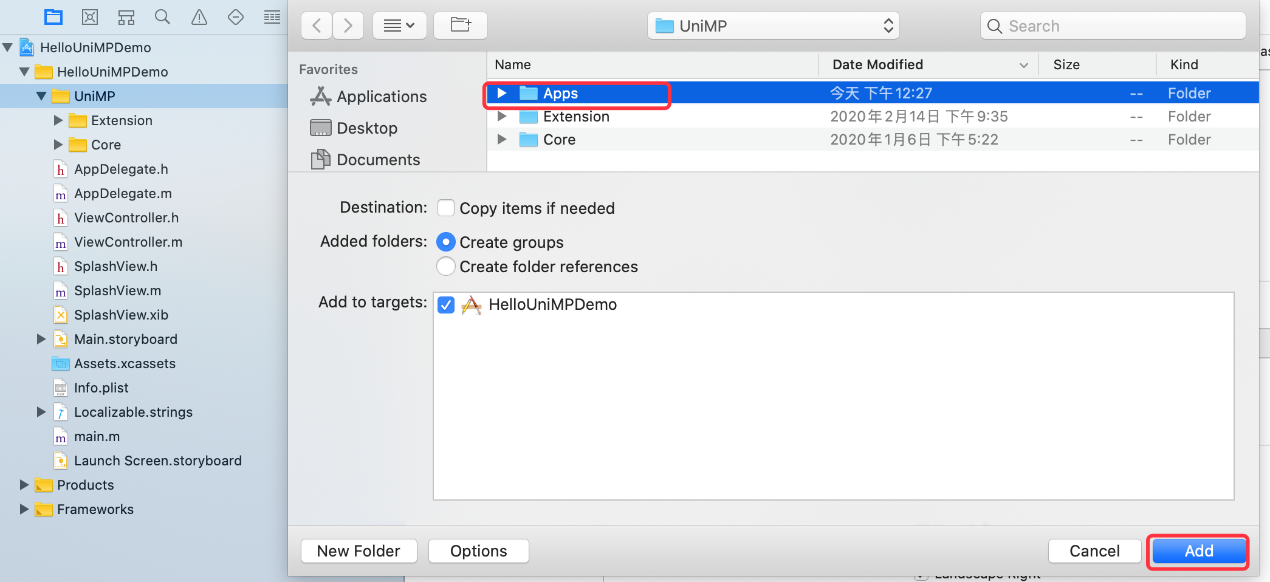 HelloUniMPDemo
HelloUniMPDemo
UniMP
Extension
Core
AppDelegate.h
AppDelegate.m
ViewController.h
ViewController.m
SplashView.h
SplashView.m
SplashView.xib
Main.storyboard
Assets.xcassets
Info.plist
Localizable.strings
main.m
Launch Screen.storyboard
Products
Frameworks
UniMP
Search
Favorites
Applications
Desktop
Documents
Name Date Modified Size Kind
Apps 今天 下午12:27 -- Folder
Extension 2020年2月14日 下午9:35 -- Folder
Core 2020年1月6日 下午5:22 -- Folder
Destination: Copy items if needed
Added folders: Create groups
Create folder references
Add to targets: HelloUniMPDemo
New Folder Options Cancel Add
Landscape Right